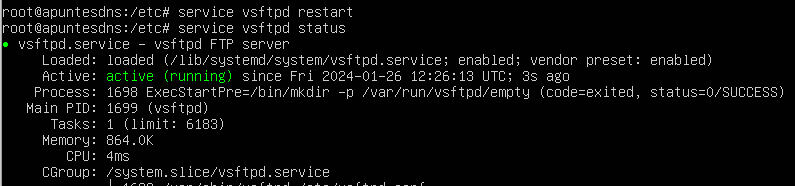 root@apuntesdns:/etc# service vsftpd restart
root@apuntesdns:/etc# service vsftpd status
● vsftpd.service – vsftpd FTP server
Loaded: loaded (/lib/systemd/system/vsftpd.service; enabled; vendor preset: enabled)
Active: active (running) since Fri 2024-01-26 12:26:13 UTC; 3s ago
Process: 1698 ExecStartPre=/bin/mkdir -p /var/run/vsftpd/empty (code=exited, status=0/SUCCESS)
Main PID: 1699 (vsftpd)
Tasks: 1 (limit: 6183)
Memory: 864.0K
CPU: 4ms
CGroup: /system.slice/vsftpd.service